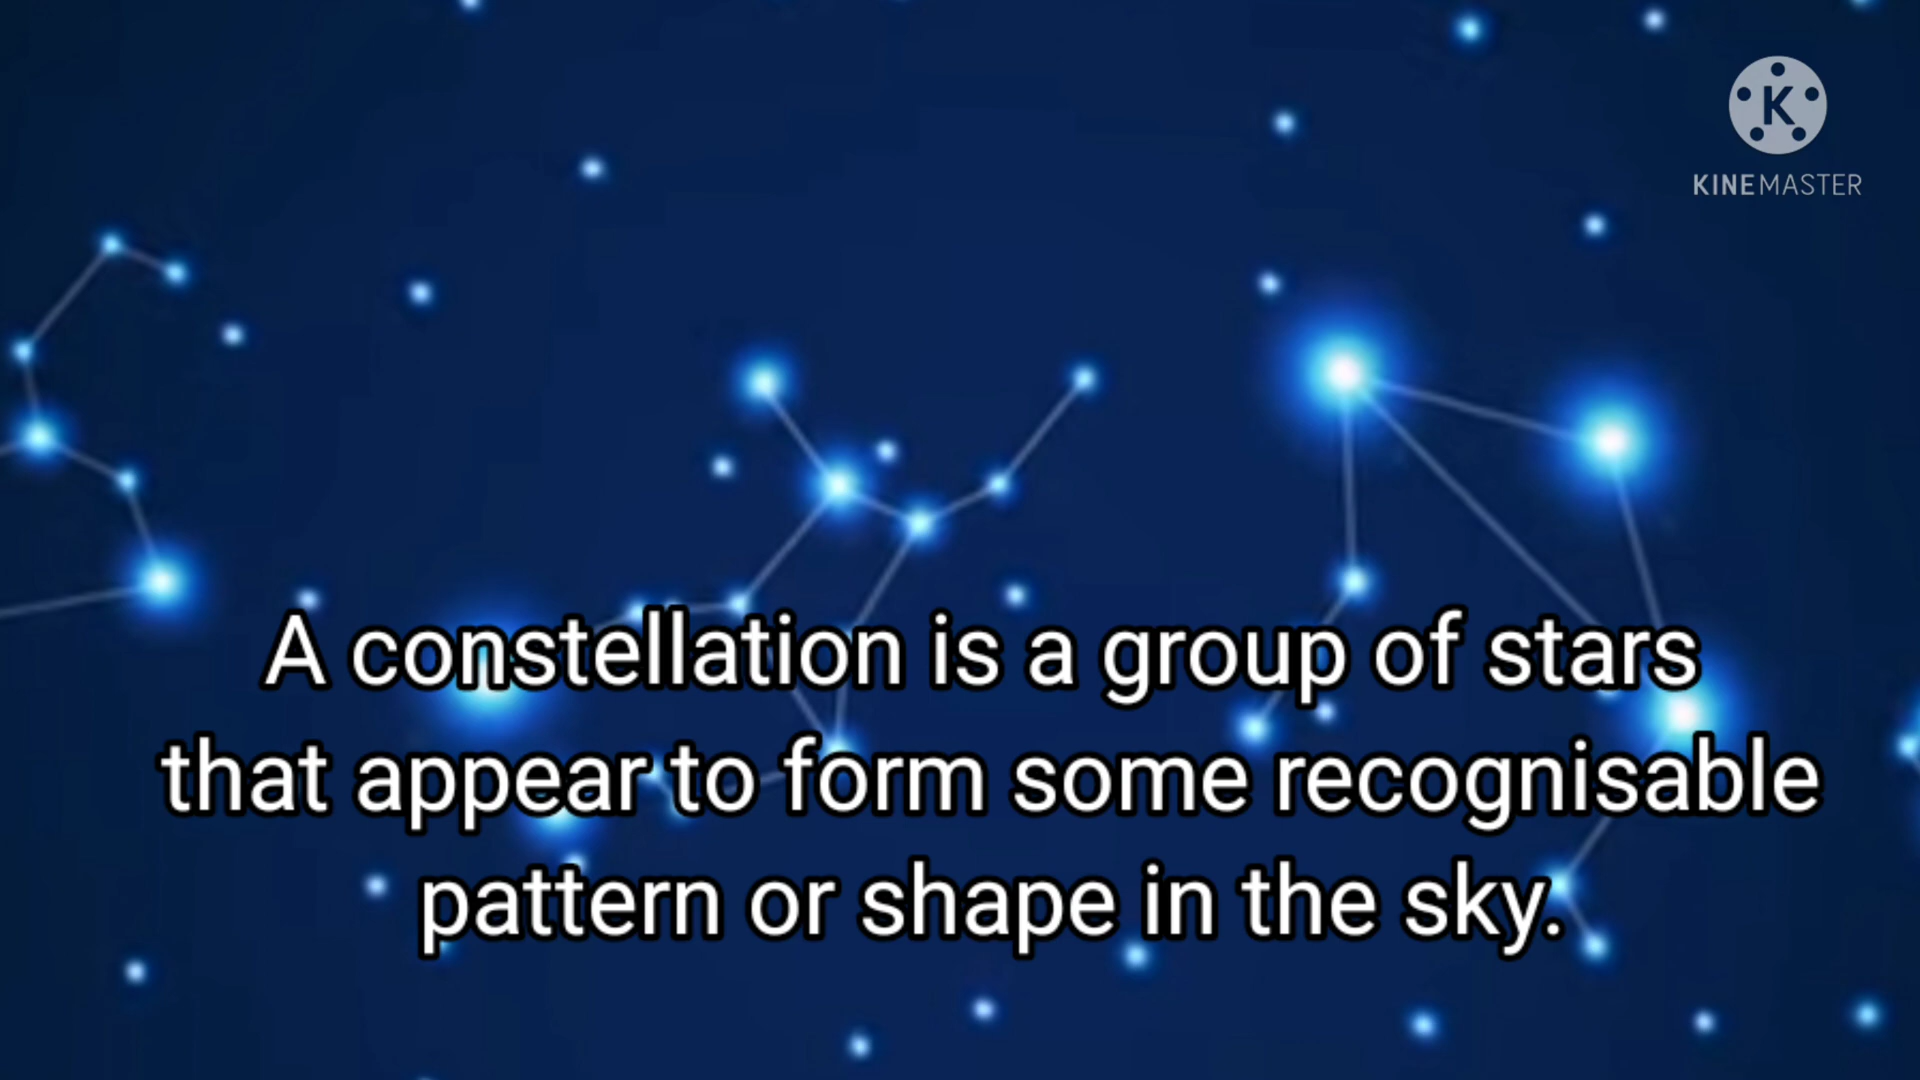 K
KINEMASTER
A constellation is a group of stars
that appear to form some recognisable
pattern or shape in the sky.